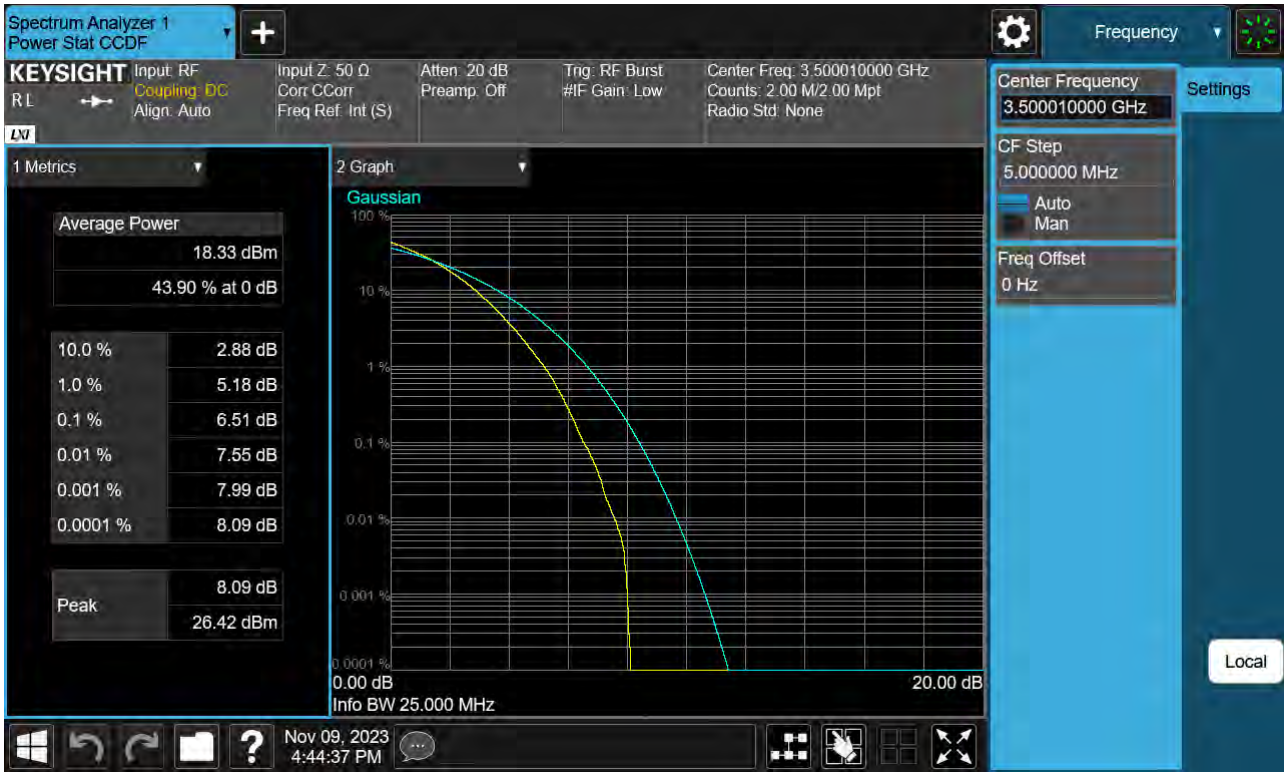 Spectrum Analyzer 1
Power Stat CCDF
Frequency
KEYSIGHT
RL
LXI
Input: RF
Coupling: DC
Align: Auto
Input Z: 50 Ω
Corr CCorr
Freq Ref: Int (S)
Atten: 20 dB
Preamp: Off
Trig: RF Burst
#IF Gain: Low
Center Freq: 3.500010000 GHz
Counts: 2.00 M/2.00 Mpt
Radio Std: None
Center Frequency
3.500010000 GHz
Settings
CF Step
5.000000 MHz
Auto
Man
Freq Offset
0 Hz
1 Metrics
Average Power
18.33 dBm
43.90 % at 0 dB
10.0 % 2.88 dB
1.0 % 5.18 dB
0.1 % 6.51 dB
0.01 % 7.55 dB
0.001 % 7.99 dB
0.0001 % 8.09 dB
Peak
8.09 dB
26.42 dBm
2 Graph
Gaussian
100 %
10 %
1 %
0.1 %
0.01 %
0.001 %
0.0001 %
0.00 dB 20.00 dB
Info BW 25.000 MHz
Local
?
Nov 09, 2023
4:44:37 PM